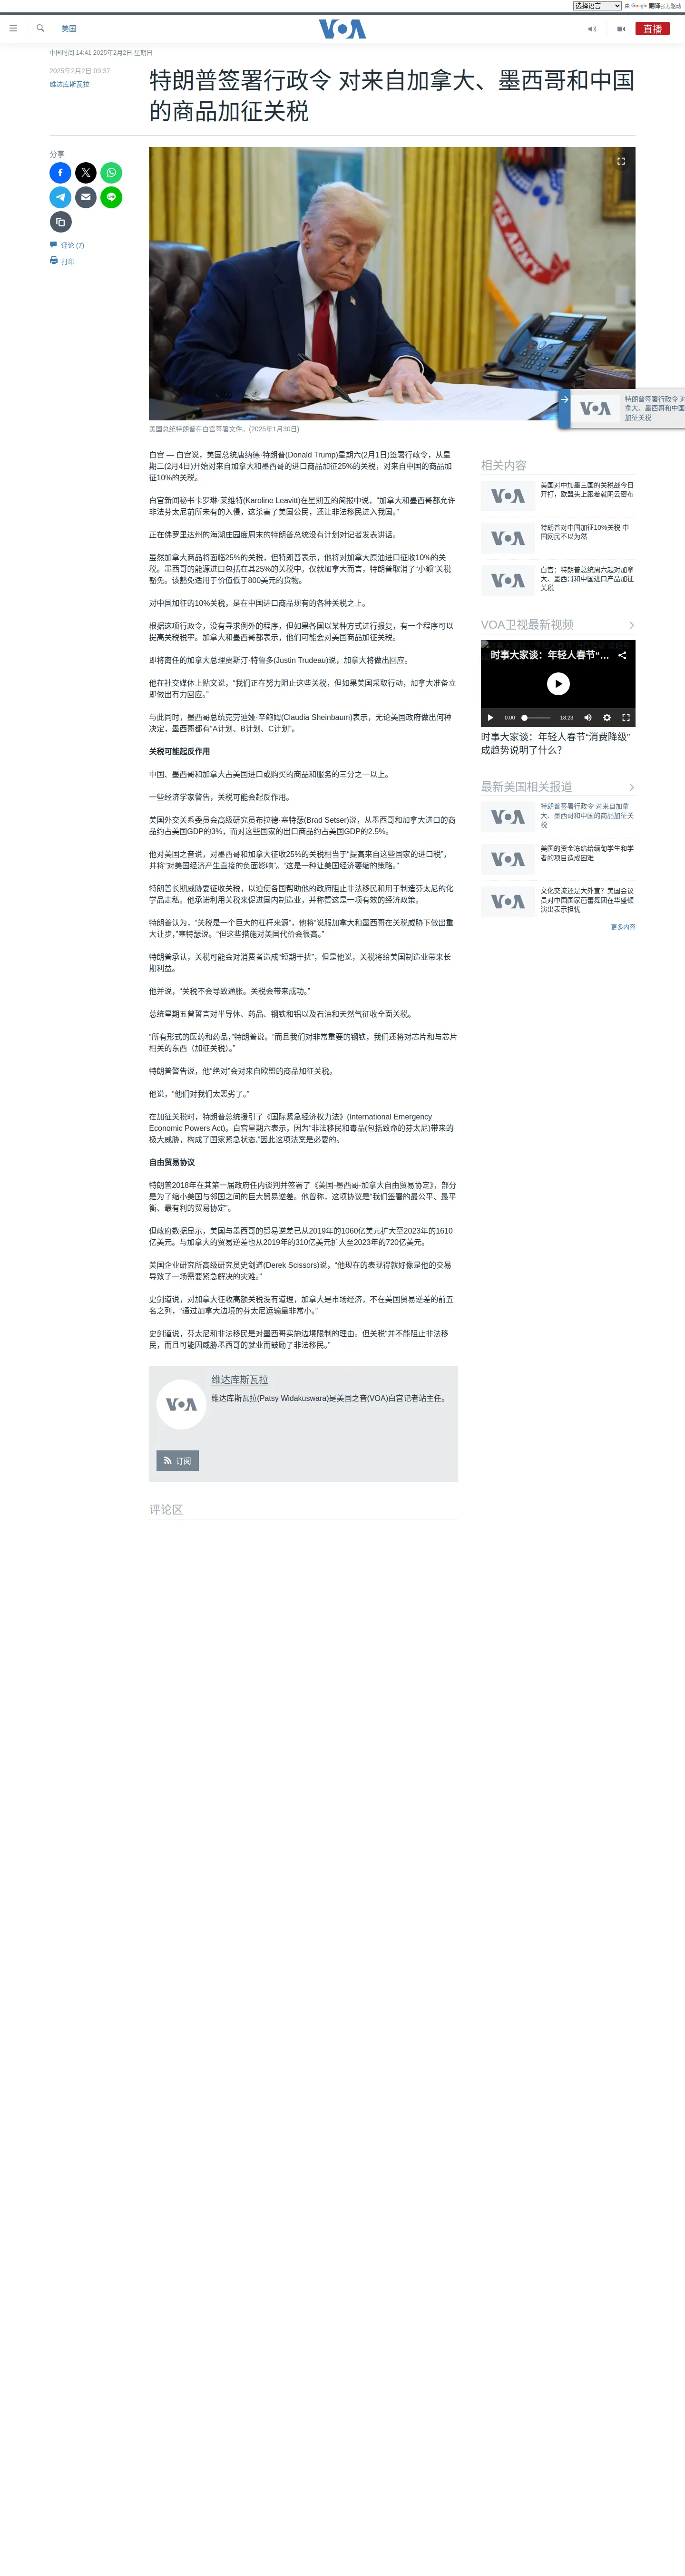 选择语言
由 Google 翻译强力驱动
美国
VOA
直播
中国时间 14:41 2025年2月2日 星期日
2025年2月2日 09:37
维达库斯瓦拉
特朗普签署行政令 对来自加拿大、墨西哥和中国
的商品加征关税
分享
评论 (7)
打印
美国总统特朗普在白宫签署文件。(2025年1月30日)
VOA
特朗普签署行政令 对
拿大、墨西哥和中国
加征关税
白宫 — 白宫说，美国总统唐纳德·特朗普(Donald Trump)星期六(2月1日)签署行政令，从星
期二(2月4日)开始对来自加拿大和墨西哥的进口商品加征25%的关税，对来自中国的商品加
征10%的关税。
白宫新闻秘书卡罗琳·莱维特(Karoline Leavitt)在星期五的简报中说，“加拿大和墨西哥都允许
非法芬太尼前所未有的入侵，这杀害了美国公民，还让非法移民进入我国。”
正在佛罗里达州的海湖庄园度周末的特朗普总统没有计划对记者发表讲话。
虽然加拿大商品将面临25%的关税，但特朗普表示，他将对加拿大原油进口征收10%的关
税。墨西哥的能源进口包括在其25%的关税中。仅就加拿大而言，特朗普取消了“小额”关税
豁免。该豁免适用于价值低于800美元的货物。
对中国加征的10%关税，是在中国进口商品现有的各种关税之上。
根据这项行政令，没有寻求例外的程序，但如果各国以某种方式进行报复，有一个程序可以
提高关税税率。加拿大和墨西哥都表示，他们可能会对美国商品加征关税。
即将离任的加拿大总理贾斯汀·特鲁多(Justin Trudeau)说，加拿大将做出回应。
他在社交媒体上贴文说，“我们正在努力阻止这些关税，但如果美国采取行动，加拿大准备立
即做出有力回应。”
与此同时，墨西哥总统克劳迪娅·辛鲍姆(Claudia Sheinbaum)表示，无论美国政府做出何种
决定，墨西哥都有“A计划、B计划、C计划”。
关税可能起反作用
中国、墨西哥和加拿大占美国进口或购买的商品和服务的三分之一以上。
一些经济学家警告，关税可能会起反作用。
美国外交关系委员会高级研究员布拉德·塞特瑟(Brad Setser)说，从墨西哥和加拿大进口的商
品约占美国GDP的3%，而对这些国家的出口商品约占美国GDP的2.5%。
他对美国之音说，对墨西哥和加拿大征收25%的关税相当于“提高来自这些国家的进口税”，
并将“对美国经济产生直接的负面影响”。“这是一种让美国经济萎缩的策略。”
特朗普长期威胁要征收关税，以迫使各国帮助他的政府阻止非法移民和用于制造芬太尼的化
学品走私。他承诺利用关税来促进国内制造业，并称赞这是一项有效的经济政策。
特朗普认为，“关税是一个巨大的杠杆来源”，他将“说服加拿大和墨西哥在关税威胁下做出重
大让步，”塞特瑟说。“但这些措施对美国代价会很高。”
特朗普承认，关税可能会对消费者造成“短期干扰”，但是他说，关税将给美国制造业带来长
期利益。
他并说，“关税不会导致通胀。关税会带来成功。”
总统星期五曾誓言对半导体、药品、钢铁和铝以及石油和天然气征收全面关税。
“所有形式的医药和药品，”特朗普说。“而且我们对非常重要的钢铁，我们还将对芯片和与芯片
相关的东西（加征关税）。”
特朗普警告说，他“绝对”会对来自欧盟的商品加征关税。
他说，“他们对我们太恶劣了。”
在加征关税时，特朗普总统援引了《国际紧急经济权力法》(International Emergency
Economic Powers Act)。白宫星期六表示，因为“非法移民和毒品(包括致命的芬太尼)带来的
极大威胁，构成了国家紧急状态，”因此这项法案是必要的。
自由贸易协议
特朗普2018年在其第一届政府任内谈判并签署了《美国-墨西哥-加拿大自由贸易协定》，部分
是为了缩小美国与邻国之间的巨大贸易逆差。他曾称，这项协议是“我们签署的最公平、最平
衡、最有利的贸易协定”。
但政府数据显示，美国与墨西哥的贸易逆差已从2019年的1060亿美元扩大至2023年的1610
亿美元。与加拿大的贸易逆差也从2019年的310亿美元扩大至2023年的720亿美元。
美国企业研究所高级研究员史剑道(Derek Scissors)说，“他现在的表现得就好像是他的交易
导致了一场需要紧急解决的灾难。”
史剑道说，对加拿大征收高额关税没有道理，加拿大是市场经济，不在美国贸易逆差的前五
名之列，“通过加拿大边境的芬太尼运输量非常小。”
史剑道说，芬太尼和非法移民是对墨西哥实施边境限制的理由。但关税“并不能阻止非法移
民，而且可能因威胁墨西哥的就业而鼓励了非法移民。”
VOA
维达库斯瓦拉
维达库斯瓦拉(Patsy Widakuswara)是美国之音(VOA)白宫记者站主任。
订阅
评论区
相关内容
VOA
美国对中加墨三国的关税战今日
开打，欧盟头上跟着就阴云密布
VOA
特朗普对中国加征10%关税 中
国网民不以为然
VOA
白宫：特朗普总统周六起对加拿
大、墨西哥和中国进口产品加征
关税
VOA卫视最新视频
时事大家谈：年轻人春节“...
0:00
18:23
时事大家谈：年轻人春节“消费降级”
成趋势说明了什么？
最新美国相关报道
VOA
特朗普签署行政令 对来自加拿
大、墨西哥和中国的商品加征关
税
VOA
美国的资金冻结给缅甸学生和学
者的项目造成困难
VOA
文化交流还是大外宣？美国会议
员对中国国家芭蕾舞团在华盛顿
演出表示担忧
更多内容